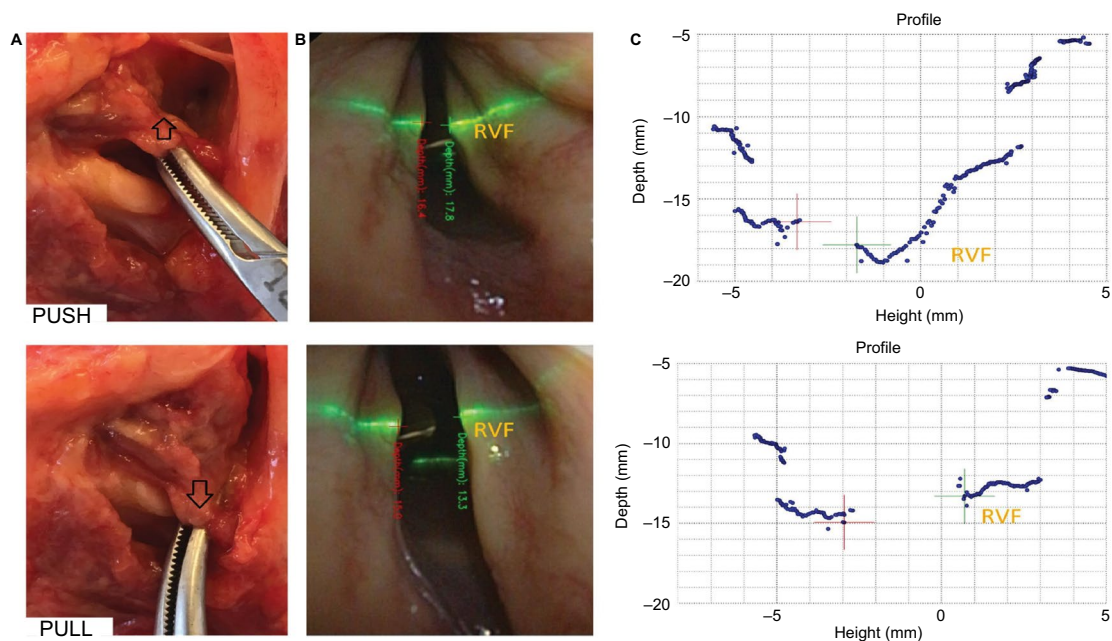 A
B
C
PUSH
RVF
Depth(mm): 16.4
Depth(mm): 17.8
Profile
Depth (mm)
−5
−10
−15
−20
−5
0
5
Height (mm)
RVF
PULL
RVF
Depth(mm): 13.3
Profile
Depth (mm)
−5
−10
−15
−20
−5
0
5
Height (mm)
RVF